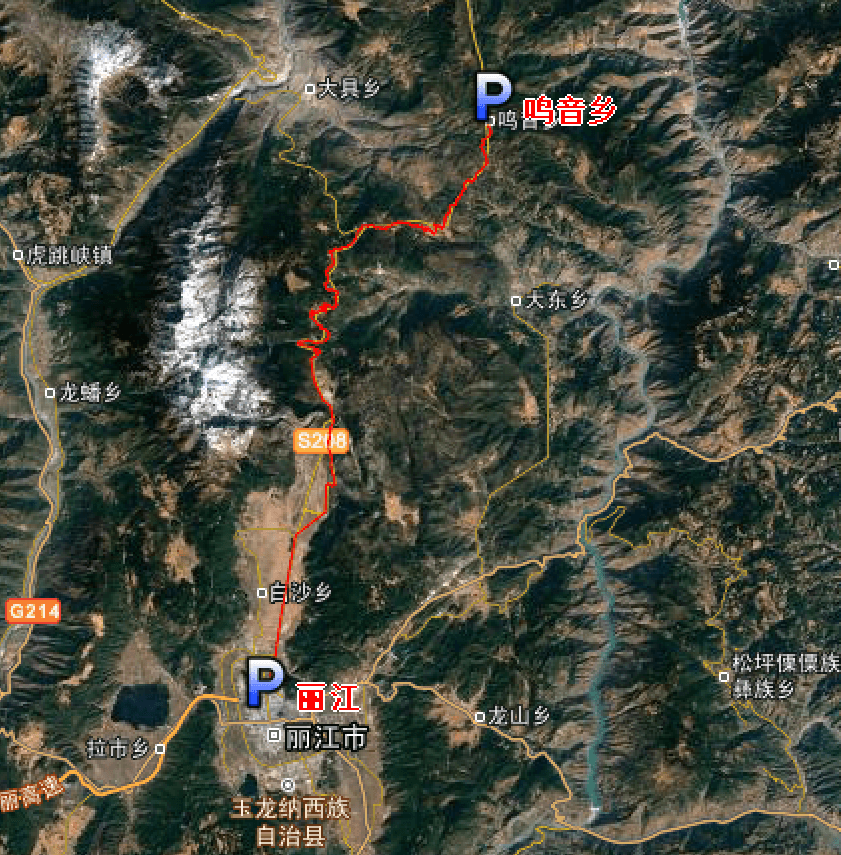 大具乡
P
鸣音乡
鸣音乡
虎跳峡镇
大东乡
龙蟠乡
S208
白沙乡
G214
P
丽江
松坪傈僳族
彝族乡
龙山乡
丽江市
拉市乡
丽高速
玉龙纳西族
自治县